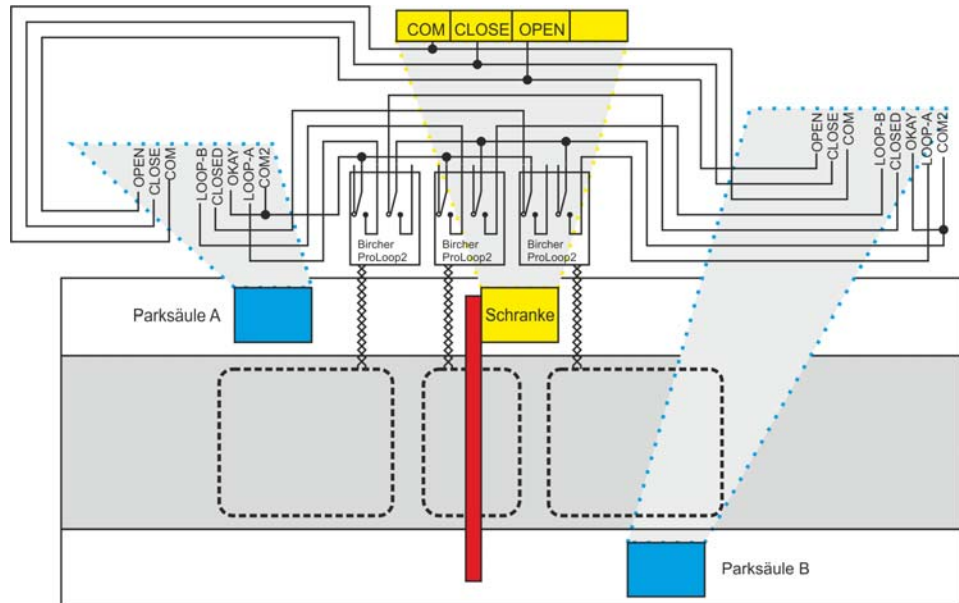 COM CLOSE OPEN
OPEN
CLOSE
COM
LOOP-B
CLOSED
OKAY
LOOP-A
COM2
OPEN
CLOSE
COM
LOOP-B
CLOSED
OKAY
LOOP-A
COM2
Bircher
ProLoop2
Bircher
ProLoop2
Bircher
ProLoop2
Parksäule A
Schranke
Parksäule B